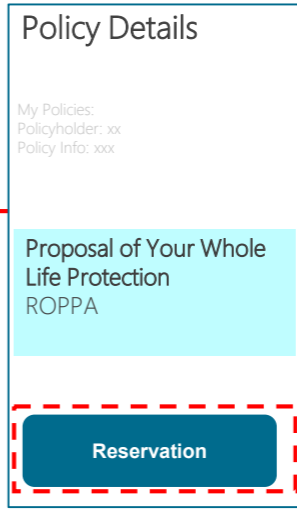 Policy Details
My Policies:
Policyholder: xx
Policy Info: xxx
Proposal of Your Whole
Life Protection
ROPPA
Reservation